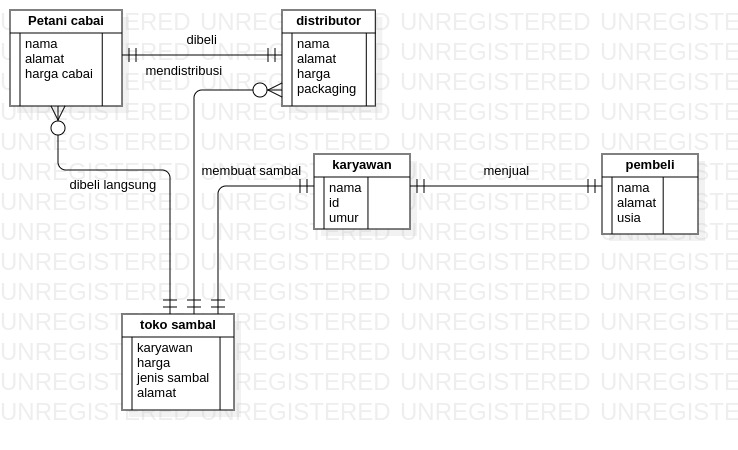 Petani cabai
nama
alamat
harga cabai
dibeli
mendistribusi
distributor
nama
alamat
harga
packaging
dibeli langsung
membuat sambal
karyawan
nama
id
umur
menjual
pembeli
nama
alamat
usia
toko sambal
karyawan
harga
jenis sambal
alamat
UNREGISTERED UNREGISTERED UNREGISTERED UNREGISTERED